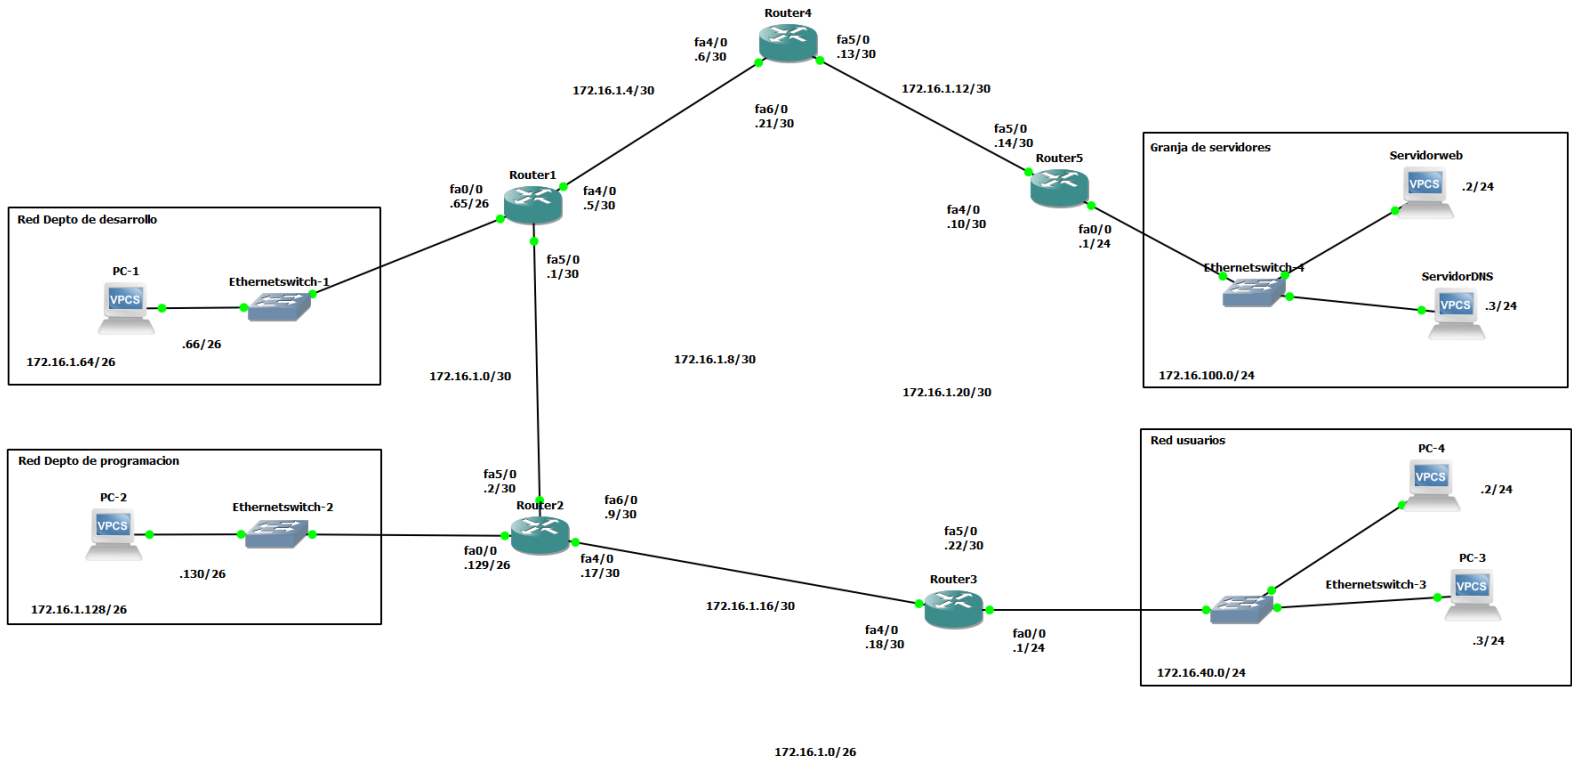 Router4
fa4/0
.6/30
fa5/0
.13/30
172.16.1.4/30
172.16.1.12/30
fa6/0
.21/30
fa5/0
.14/30
Router5
Granja de servidores
Servidorweb
VPCS
.2/24
Router1
fa0/0
.65/26
fa4/0
.5/30
fa4/0
.10/30
fa0/0
.1/24
Red Depto de desarrollo
PC-1
VPCS
Ethernetswitch-1
fa5/0
.1/30
Ethernetswitch-4
ServidorDNS
VPCS
.3/24
.66/26
172.16.1.64/26
172.16.1.0/30
172.16.1.8/30
172.16.1.20/30
172.16.100.0/24
Red Depto de programacion
PC-2
VPCS
Ethernetswitch-2
.130/26
172.16.1.128/26
fa5/0
.2/30
Router2
fa6/0
.9/30
fa0/0
.129/26
fa4/0
.17/30
172.16.1.16/30
fa5/0
.22/30
Router3
fa4/0
.18/30
fa0/0
.1/24
Red usuarios
PC-4
VPCS
.2/24
PC-3
VPCS
Ethernetswitch-3
.3/24
172.16.40.0/24
172.16.1.0/26